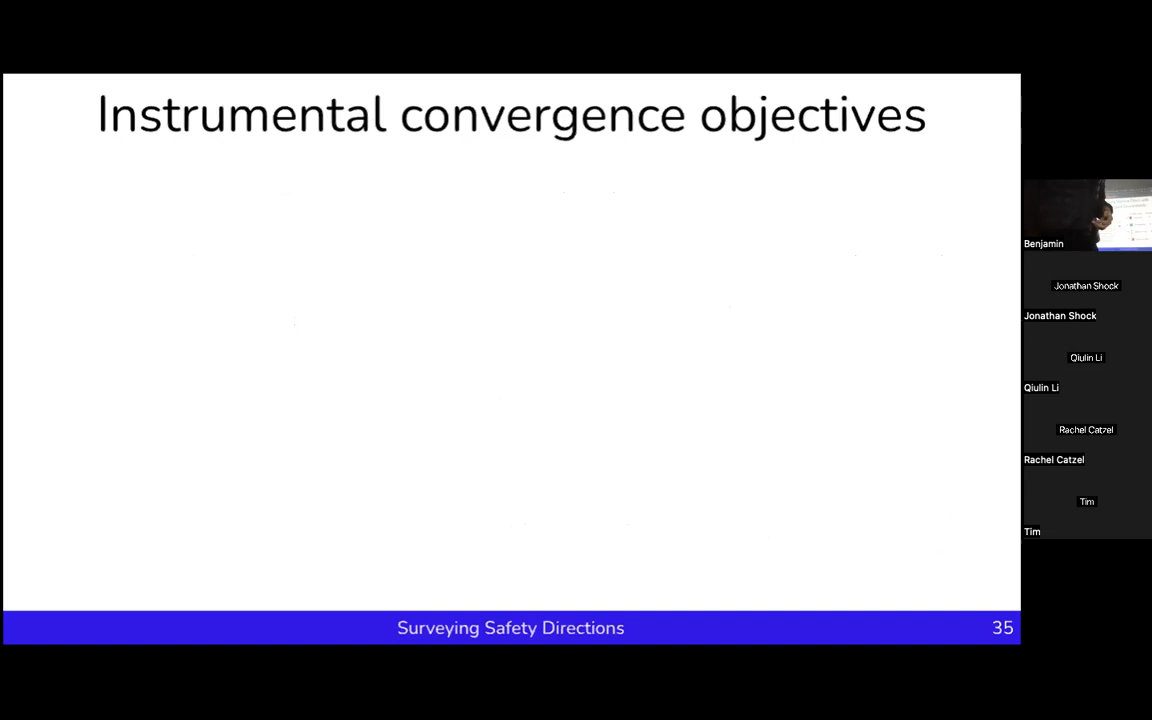 Instrumental convergence objectives
Surveying Safety Directions
35
Benjamin
Jonathan Shock
Jonathan Shock
Qiulin Li
Qiulin Li
Rachel Catzel
Rachel Catzel
Tim
Tim